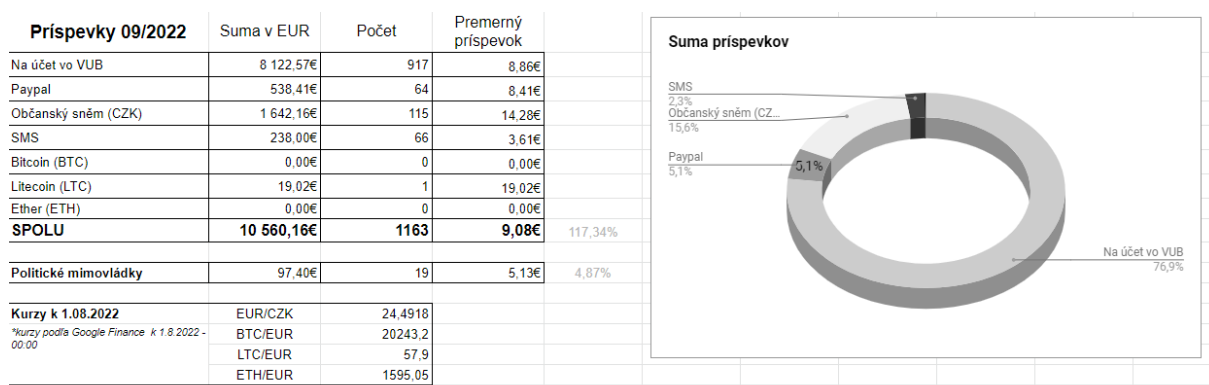 Príspevky 09/2022 Suma v EUR Počet Premerný príspevok
Na účet vo VUB 8 122,57€ 917 8,86€
Paypal 538,41€ 64 8,41€
Občanský sněm (CZK) 1 642,16€ 115 14,28€
SMS 238,00€ 66 3,61€
Bitcoin (BTC) 0,00€ 0 0,00€
Litecoin (LTC) 19,02€ 1 19,02€
Ether (ETH) 0,00€ 0 0,00€
SPOLU 10 560,16€ 1163 9,08€ 117,34%
Politické mimovládky 97,40€ 19 5,13€ 4,87%
Kurzy k 1.08.2022 EUR/CZK 24,4918
*kurzy podľa Google Finance k 1.8.2022 -
00:00
BTC/EUR 20243,2
LTC/EUR 57,9
ETH/EUR 1595,05
Suma príspevkov
SMS
2,3%
Občanský sněm (CZ...
15,6%
Paypal
5,1%
5,1%
Na účet vo VUB
76,9%